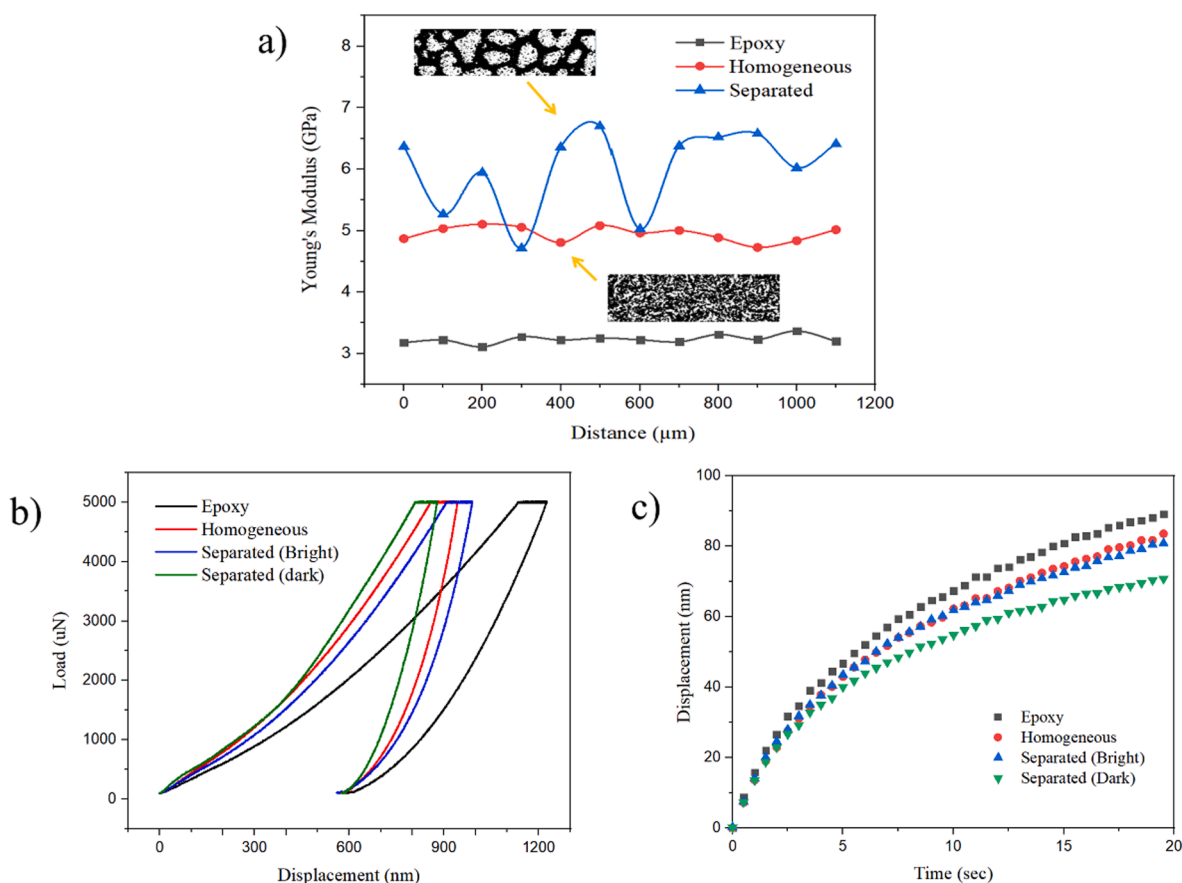 a)
Epoxy
Homogeneous
Separated
8
7
6
5
4
3
Young's Modulus (GPa)
0 200 400 600 800 1000 1200
Distance (µm)
b)
Epoxy
Homogeneous
Separated (Bright)
Separated (dark)
5000
4000
3000
2000
1000
0
Load (uN)
0 300 600 900 1200
Displacement (nm)
c)
100
80
60
40
20
0
Displacement (nm)
Epoxy
Homogeneous
Separated (Bright)
Separated (Dark)
0 5 10 15 20
Time (sec)